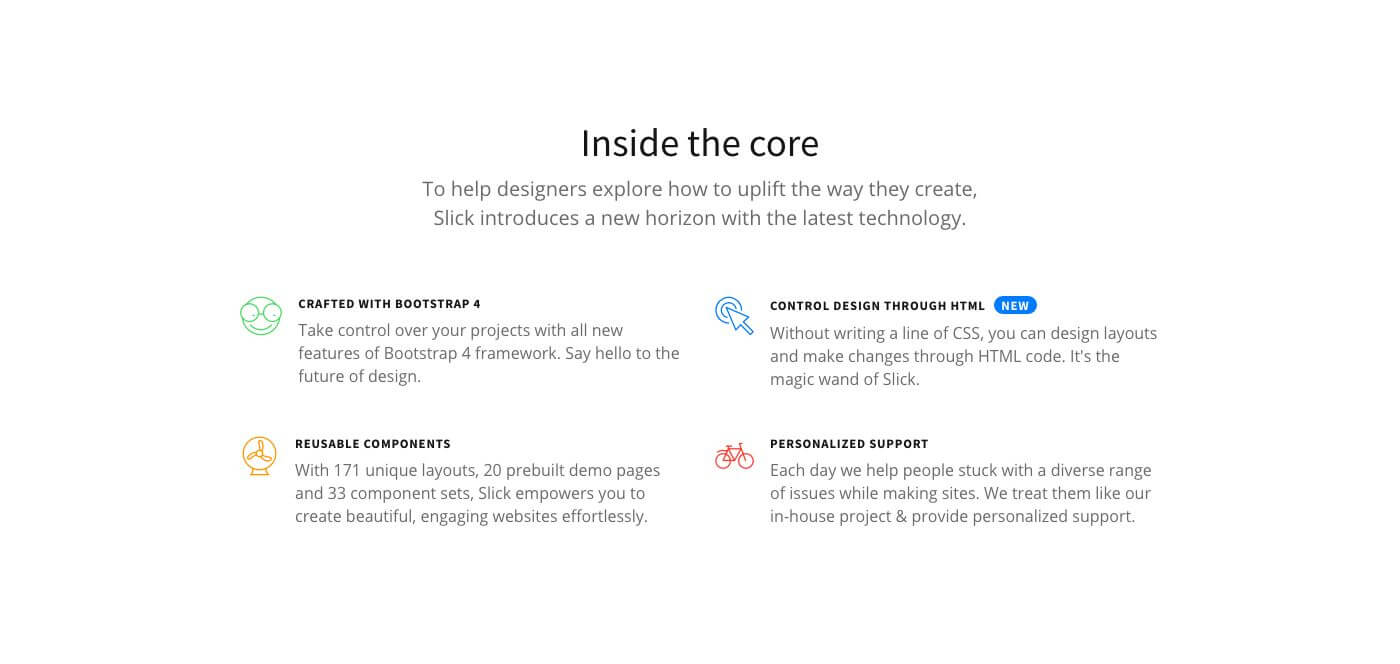 Inside the core
To help designers explore how to uplift the way they create,
Slick introduces a new horizon with the latest technology.
CRAFTED WITH BOOTSTRAP 4
Take control over your projects with all new
features of Bootstrap 4 framework. Say hello to the
future of design.
CONTROL DESIGN THROUGH HTML NEW
Without writing a line of CSS, you can design layouts
and make changes through HTML code. It's the
magic wand of Slick.
REUSABLE COMPONENTS
With 171 unique layouts, 20 prebuilt demo pages
and 33 component sets, Slick empowers you to
create beautiful, engaging websites effortlessly.
PERSONALIZED SUPPORT
Each day we help people stuck with a diverse range
of issues while making sites. We treat them like our
in-house project & provide personalized support.